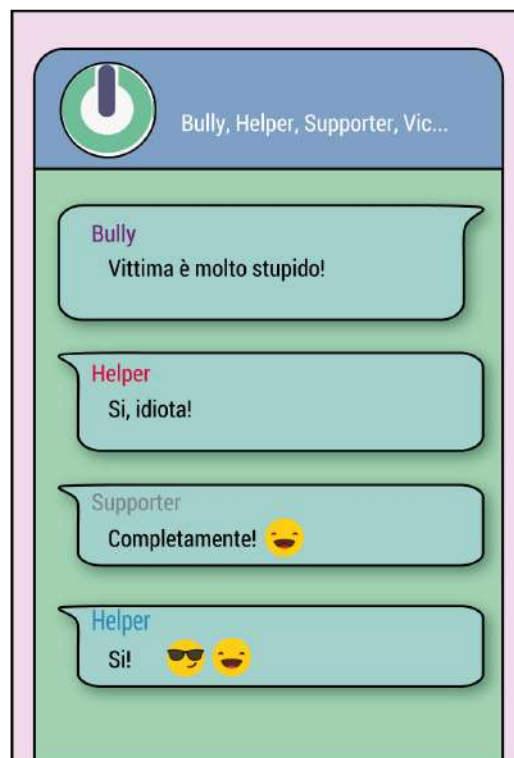 Bully, Helper, Supporter, Vic...
Bully
Vittima è molto stupido!
Helper
Si, idiota!
Supporter
Completamente!
Helper
Si!